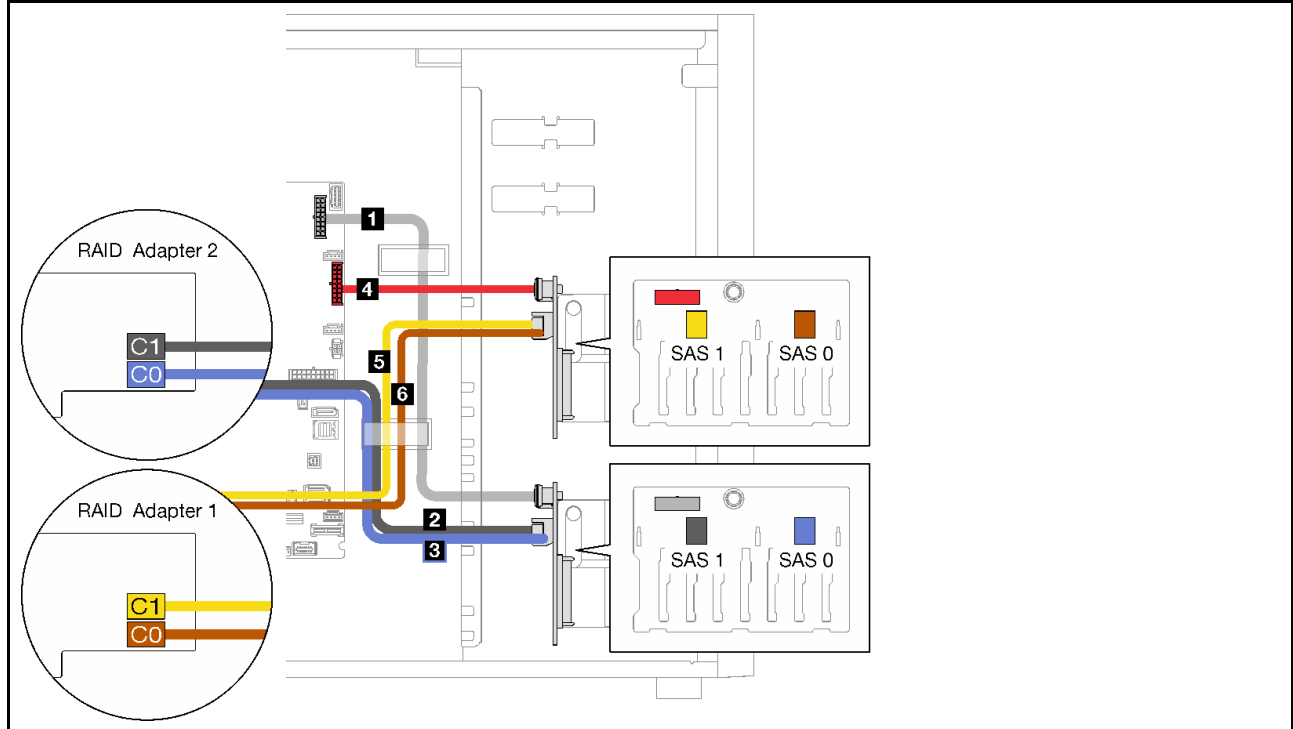 1
RAID Adapter 2
4
C1
C0
5
SAS 1 SAS 0
6
RAID Adapter 1
2
3
SAS 1 SAS 0
C1
C0